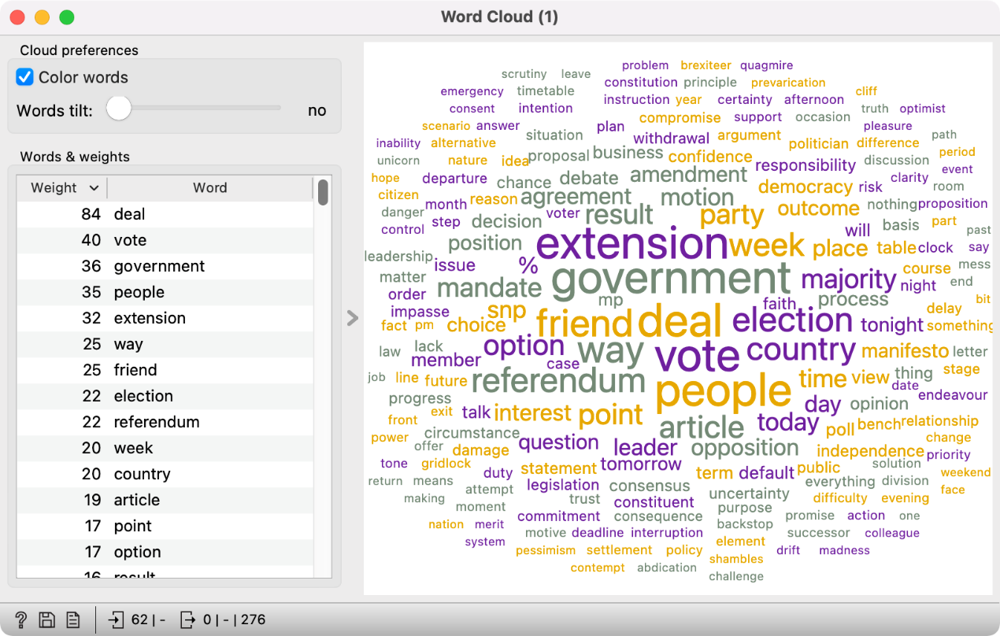 Word Cloud (1)
Cloud preferences
Color words
Words tilt: no
Words & weights
Weight Word
84 deal
40 vote
36 government
35 people
32 extension
25 way
25 friend
22 election
22 referendum
20 week
20 country
19 article
17 point
17 option
16 result
problem brexiteer quagmire
scrutiny leave constitution principle prevarication
emergency timetable instruction year certainty afternoon cliff
consent intention compromise support occasion truth optimist
scenario answer situation plan withdrawal argument politician difference pleasure path
inability alternative proposal business confidence responsibility discussion period
unicorn nature idea debate amendment democracy risk clarity event
hope departure chance agreement motion outcome nothing proposition room
citizen month reason voter result party will basis part
danger step decision extension week place table clock past
control position % government majority course say
leadership issue mandate mp faith process night end mess
matter order snp friend deal election tonight delay bit
impasse choice option way vote country manifesto something
fact pm lack member case referendum people time view thing letter
law line future interest point day date stage
job progress talk article today opinion endeavour
front exit circumstance question leader opposition poll bench relationship
power offer damage statement tomorrow term default independence change
tone gridlock duty legislation consensus public solution priority
return means attempt trust constituent uncertainty everything division weekend
making moment commitment consequence purpose difficulty evening face
nation merit motive deadline interruption backstop promise action one
system pessimism settlement policy element successor colleague
contempt abdication shambles drift madness
challenge
? 62 | - 0 | - | 276